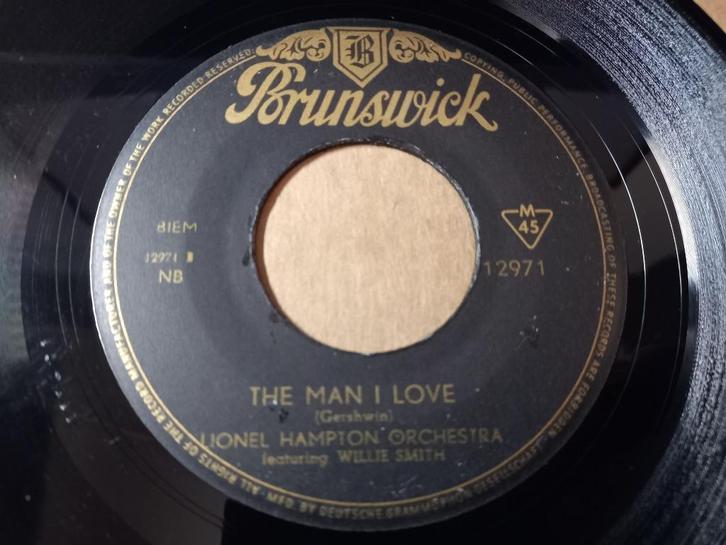 B
Brunswick
BIEM
12971 B
NB
M
45
12971
THE MAN I LOVE
(Gershwin)
LIONEL HAMPTON ORCHESTRA
featuring WILLIE SMITH
ALL RIGHTS OF THE RECORD MANUFACTURER AND OF THE OWNER OF THE WORK RECORDED RESERVED. COPYING, PUBLIC PERFORMANCE, BROADCASTING OF THESE RECORDS ARE FORBIDDEN
MFD. BY DEUTSCHE GRAMMOPHON GESELLSCHAFT